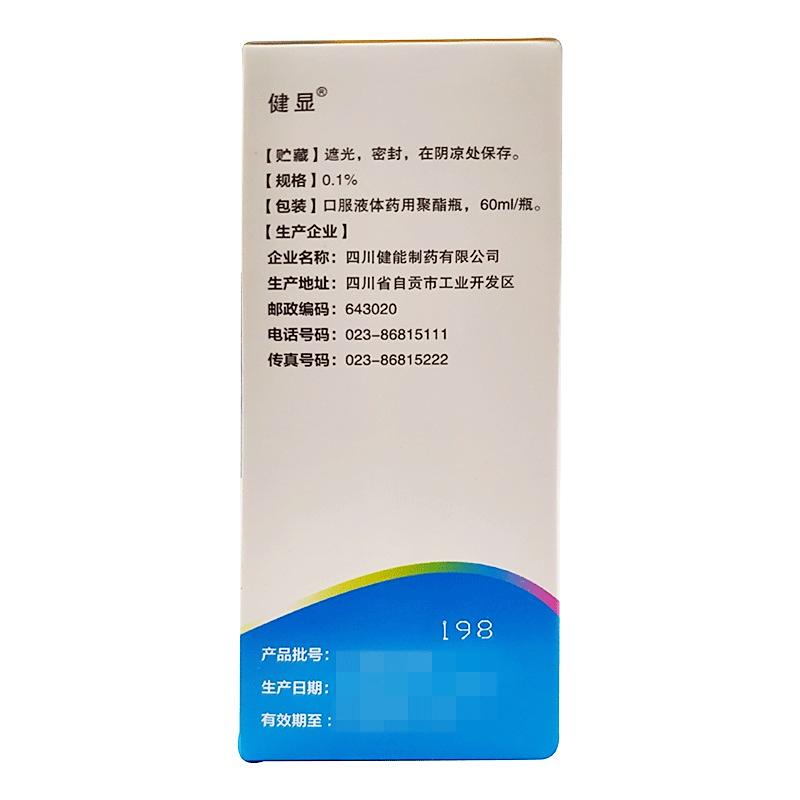 健显®
【贮藏】遮光，密封，在阴凉处保存。
【规格】0.1%
【包装】口服液体药用聚酯瓶，60ml/瓶。
【生产企业】
企业名称：四川健能制药有限公司
生产地址：四川省自贡市工业开发区
邮政编码：643020
电话号码：023-86815111
传真号码：023-86815222
198
产品批号：
生产日期：
有效期至：